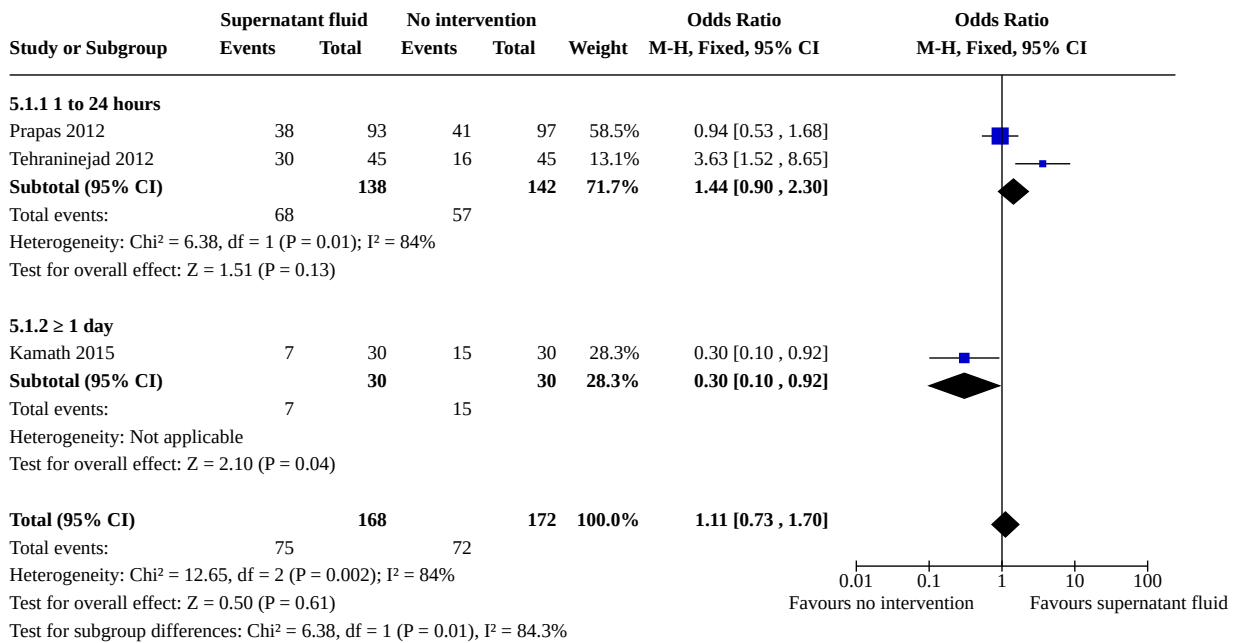 Supernatant fluid No intervention Odds Ratio Odds Ratio
Study or Subgroup Events Total Events Total Weight M-H, Fixed, 95% CI M-H, Fixed, 95% CI
5.1.1 1 to 24 hours
Prapas 2012 38 93 41 97 58.5% 0.94 [0.53 , 1.68]
Tehraninejad 2012 30 45 16 45 13.1% 3.63 [1.52 , 8.65]
Subtotal (95% CI) 138 142 71.7% 1.44 [0.90 , 2.30]
Total events: 68 57
Heterogeneity: Chi² = 6.38, df = 1 (P = 0.01); I² = 84%
Test for overall effect: Z = 1.51 (P = 0.13)
5.1.2 ≥ 1 day
Kamath 2015 7 30 15 30 28.3% 0.30 [0.10 , 0.92]
Subtotal (95% CI) 30 30 28.3% 0.30 [0.10 , 0.92]
Total events: 7 15
Heterogeneity: Not applicable
Test for overall effect: Z = 2.10 (P = 0.04)
Total (95% CI) 168 172 100.0% 1.11 [0.73 , 1.70]
Total events: 75 72
Heterogeneity: Chi² = 12.65, df = 2 (P = 0.002); I² = 84%
0.01 0.1 1 10 100
Test for overall effect: Z = 0.50 (P = 0.61)
Favours no intervention Favours supernatant fluid
Test for subgroup differences: Chi² = 6.38, df = 1 (P = 0.01), I² = 84.3%